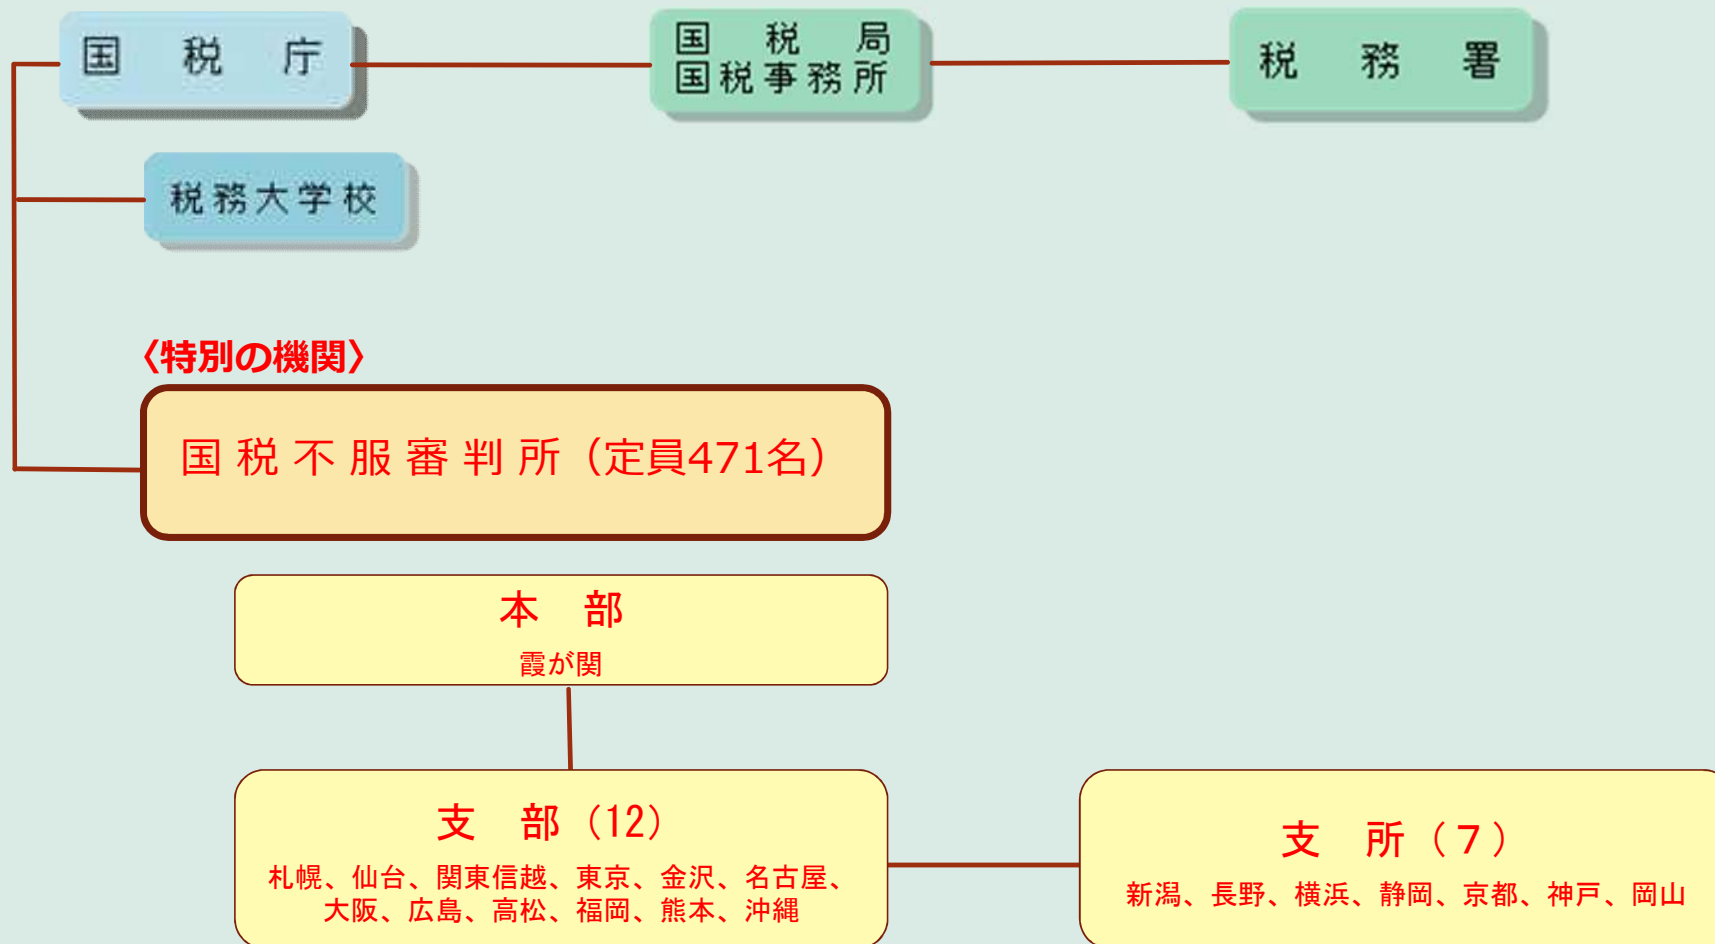 国税庁
国税局
国税事務所
税務署
税務大学校
〈特別の機関〉
国税不服審判所（定員471名）
本部
霞が関
支部（12）
札幌、仙台、関東信越、東京、金沢、名古屋、
大阪、広島、高松、福岡、熊本、沖縄
支所（７）
新潟、長野、横浜、静岡、京都、神戸、岡山